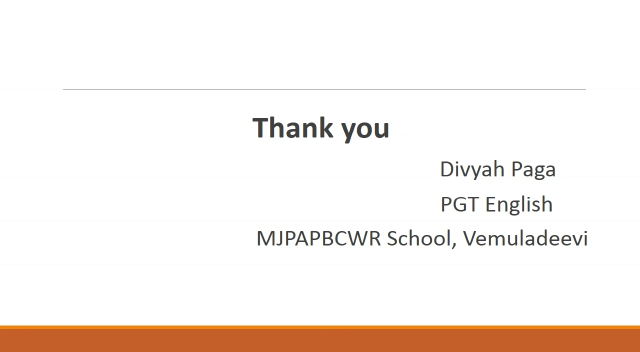 Thank you
Divyah Paga
PGT English
MJPAPBCWR School, Vemuladeevi